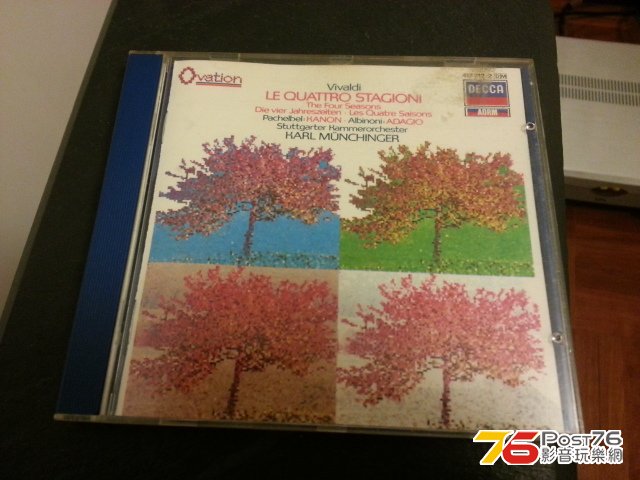 Ovation
Vivaldi
LE QUATTRO STAGIONI
The Four Seasons
Die vier Jahreszeiten · Les Quatre Saisons
Pachelbel: KANON · Albinoni: ADAGIO
Stuttgarter Kammerorchester
KARL MÜNCHINGER
DECCA
ADRM
76 Post76
影音玩樂網